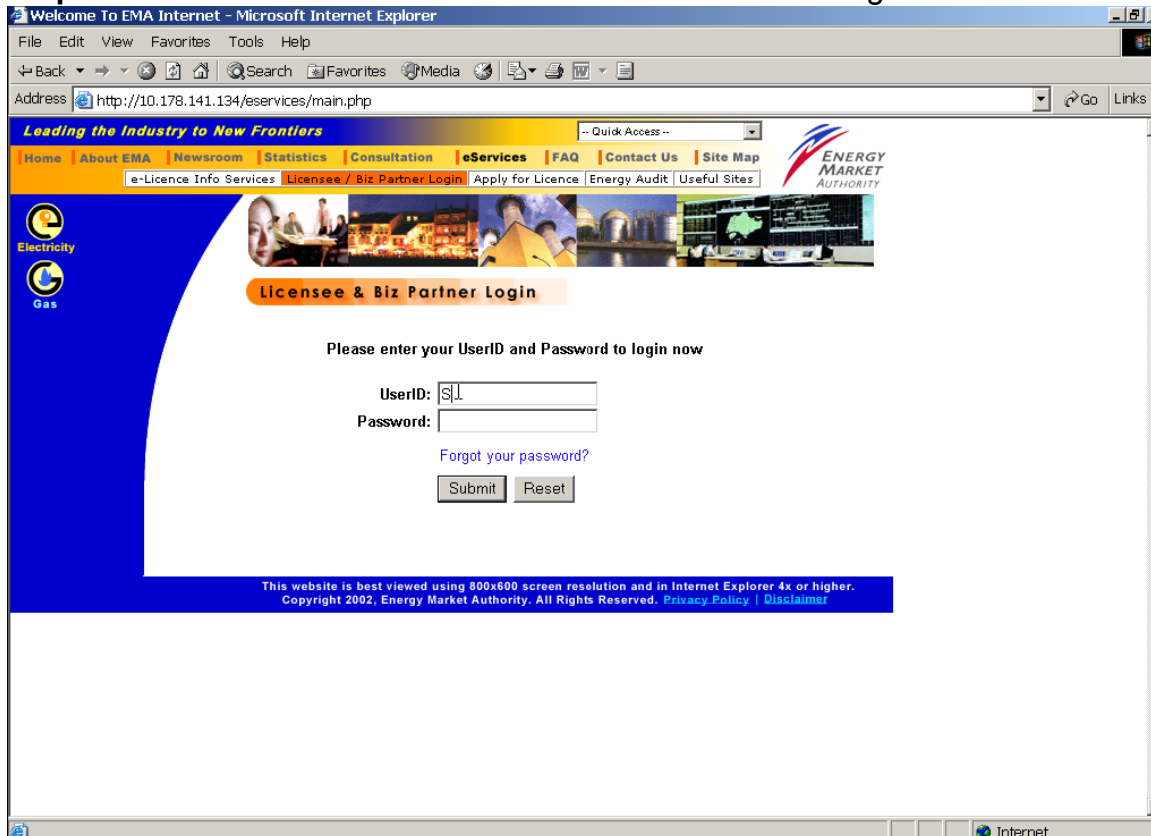 Welcome To EMA Internet - Microsoft Internet Explorer
File Edit View Favorites Tools Help
Back Search Favorites Media
Address http://10.178.141.134/eservices/main.php Go Links
Leading the Industry to New Frontiers -- Quick Access --
Home About EMA Newsroom Statistics Consultation eServices FAQ Contact Us Site Map
e-Licence Info Services Licensee / Biz Partner Login Apply for Licence Energy Audit Useful Sites
ENERGY
MARKET
AUTHORITY
Electricity
Gas
Licensee & Biz Partner Login
Please enter your UserID and Password to login now
UserID: S
Password:
Forgot your password?
Submit Reset
This website is best viewed using 800x600 screen resolution and in Internet Explorer 4x or higher.
Copyright 2002, Energy Market Authority. All Rights Reserved. Privacy Policy | Disclaimer
Internet